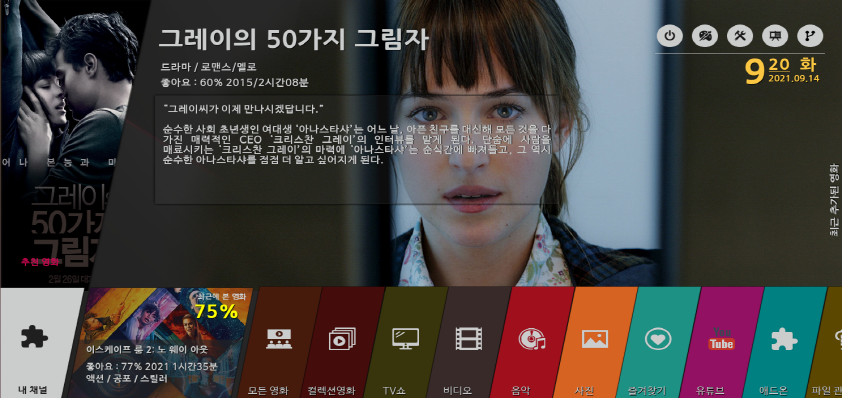 그레이의 50가지 그림자
드라마 / 로맨스/멜로
좋아요 : 60% 2015/2시간08분
"그레이씨가 이제 만나시겠답니다."
순수한 사회 초년생인 여대생 '아나스타샤'는 어느 날, 아픈 친구를 대신해 모든 것을 다
가진 매력적인 CEO '크리스찬 그레이'의 인터뷰를 맡게 된다. 단숨에 사람을
매료시키는 '크리스찬 그레이'의 마력에 '아나스타샤'는 순식간에 빠져들고, 그 역시
순수한 아나스타샤를 점점 더 알고 싶어지게 된다.
9 20 화
2021.09.14
최근 추가된 영화
어나 본능과
그레이
50가지
그림자
추천 영화
2월 26일
최근에 본 영화
75%
이스케이프 룸 2: 노 웨이 아웃
좋아요 : 77% 2021 1시간35분
액션 / 공포 / 스릴러
내 채널
모든 영화
컬렉션영화
TV쇼
비디오
음악
사진
즐겨찾기
You
Tube
유튜브
애드온
파일 관